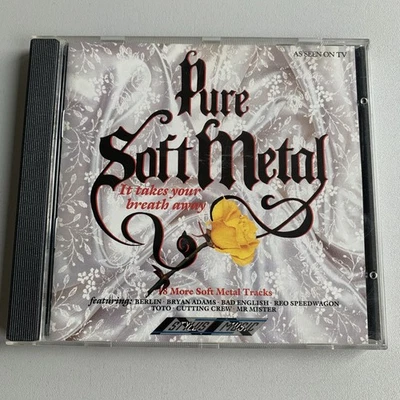 AS SEEN ON TV
Pure
Soft Metal
It takes your
breath away
18 More Soft Metal Tracks
featuring: BERLIN · BRYAN ADAMS · BAD ENGLISH · REO SPEEDWAGON
TOTO · CUTTING CREW · MR MISTER
STYLUS MUSIC